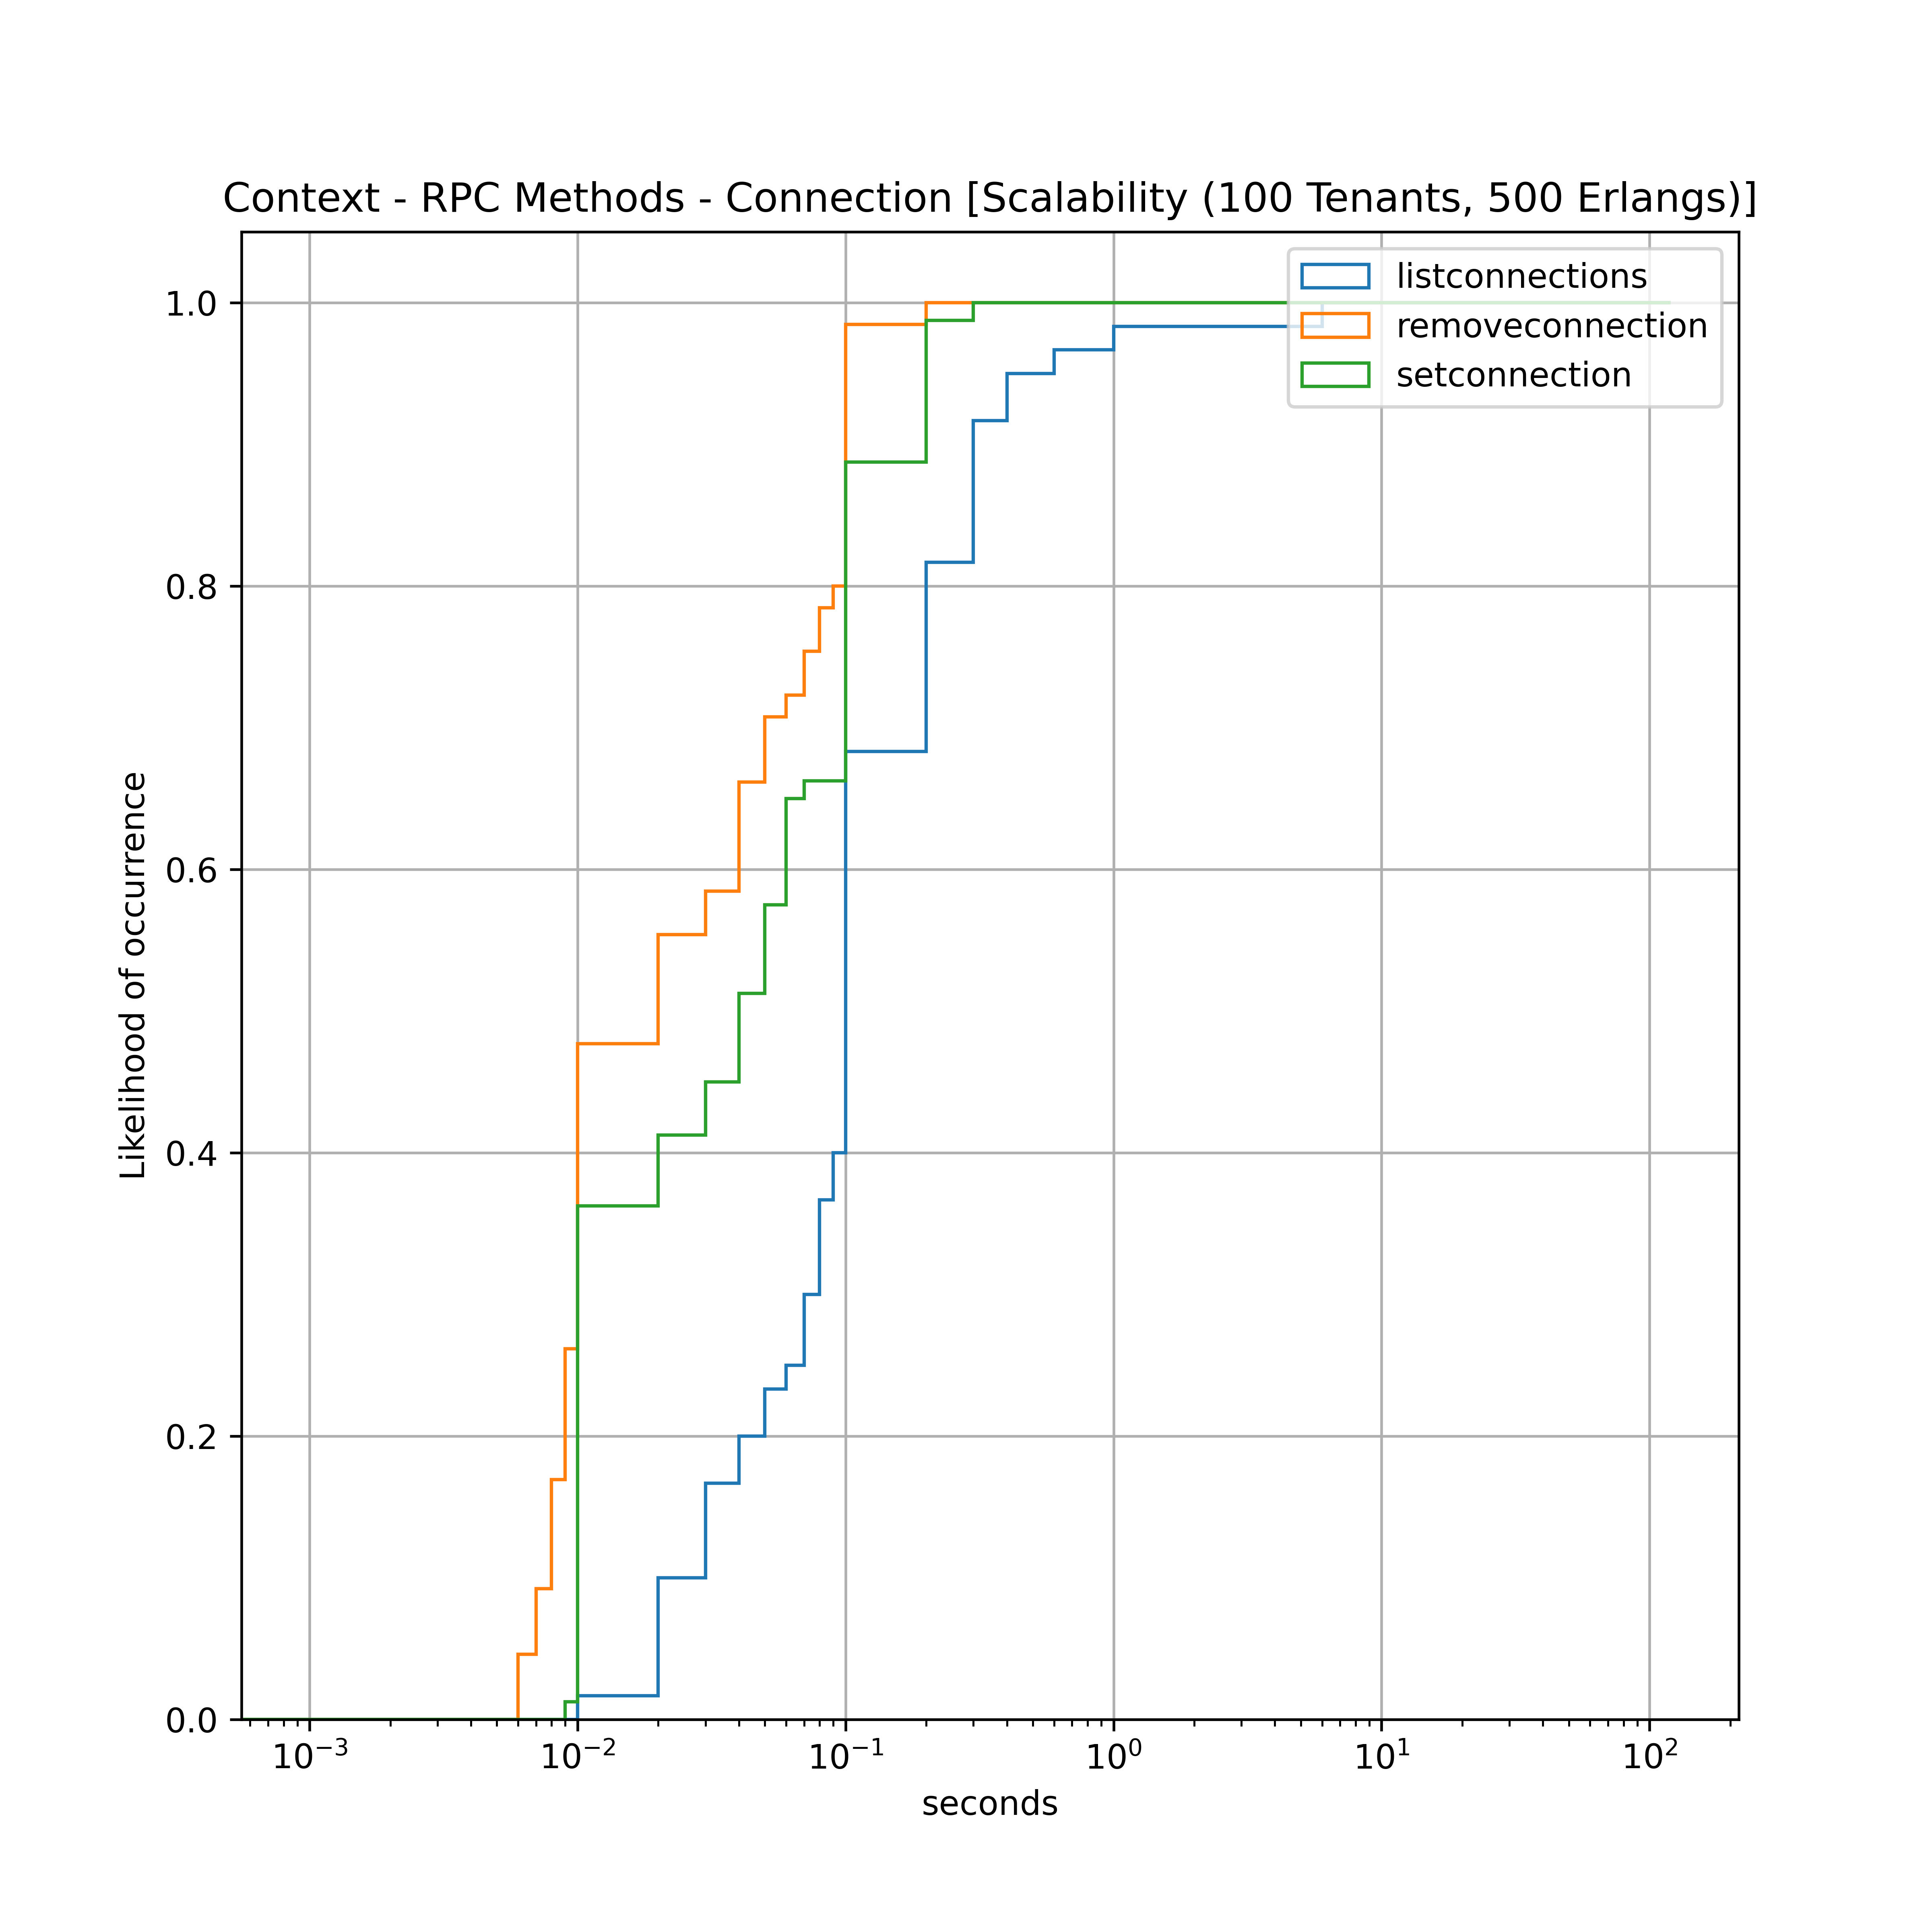 Context - RPC Methods - Connection [Scalability (100 Tenants, 500 Erlangs)]
listconnections
removeconnection
setconnection
1.0
0.8
0.6
0.4
0.2
0.0
Likelihood of occurrence
10⁻³ 10⁻² 10⁻¹ 10⁰ 10¹ 10²
seconds